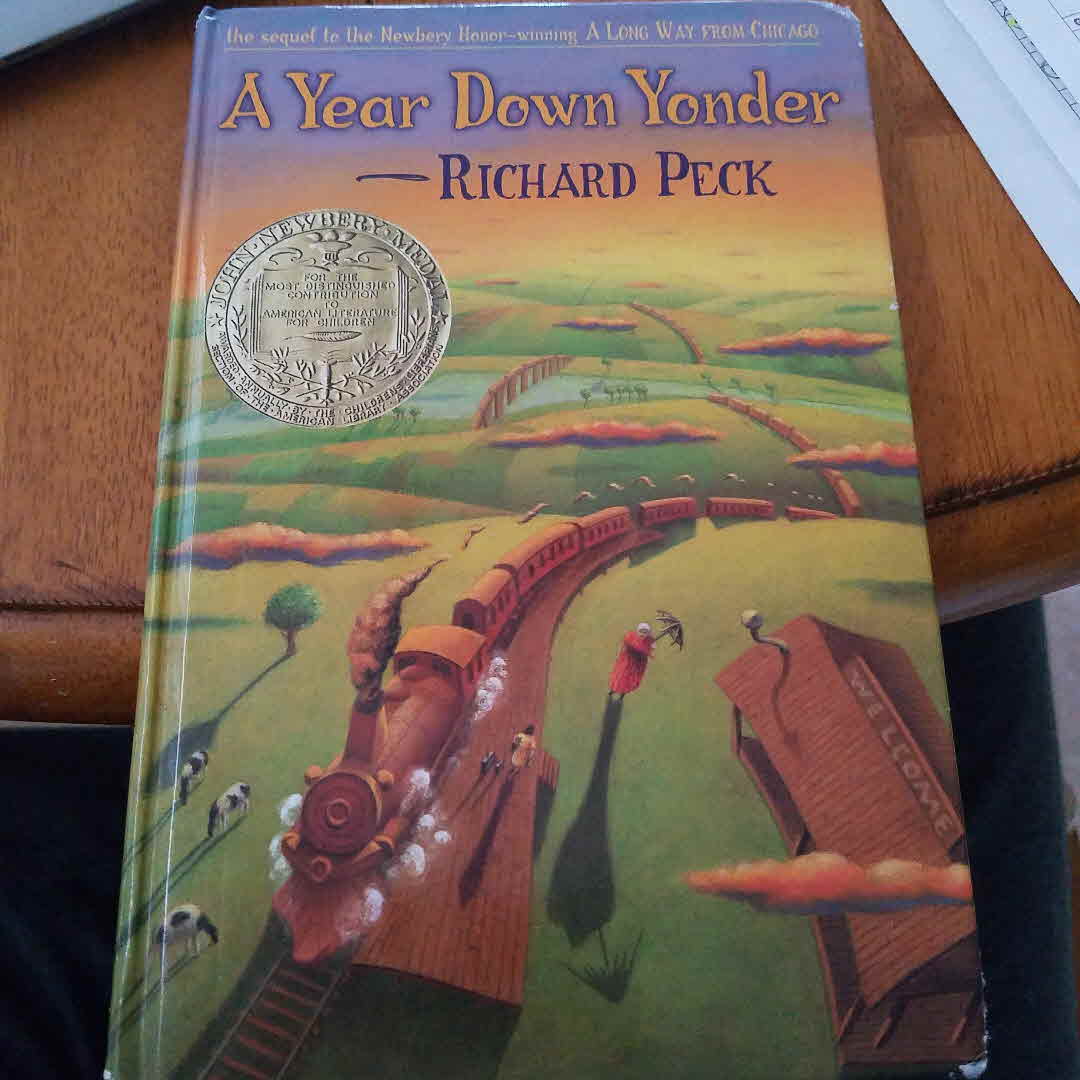 the sequel to the Newbery Honor-winning A LONG WAY FROM CHICAGO
A Year Down Yonder
—RICHARD PECK
JOHN·NEWBERY·MEDAL
FOR THE
MOST DISTINGUISHED
CONTRIBUTION
TO
AMERICAN LITERATURE
FOR CHILDREN
AWARDED·ANNUALLY·BY·THE·CHILDREN'S·LIBRARIANS·
SECTION·OF·THE·AMERICAN·LIBRARY·ASSOCIATION
WELLCOME